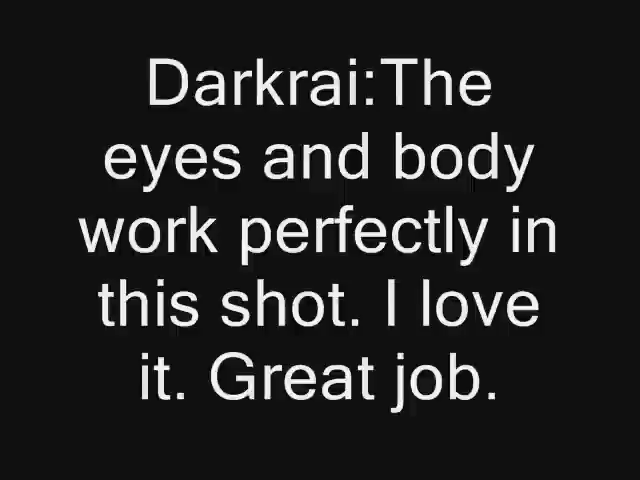 Darkrai:The
eyes and body
work perfectly in
this shot. I love
it. Great job.